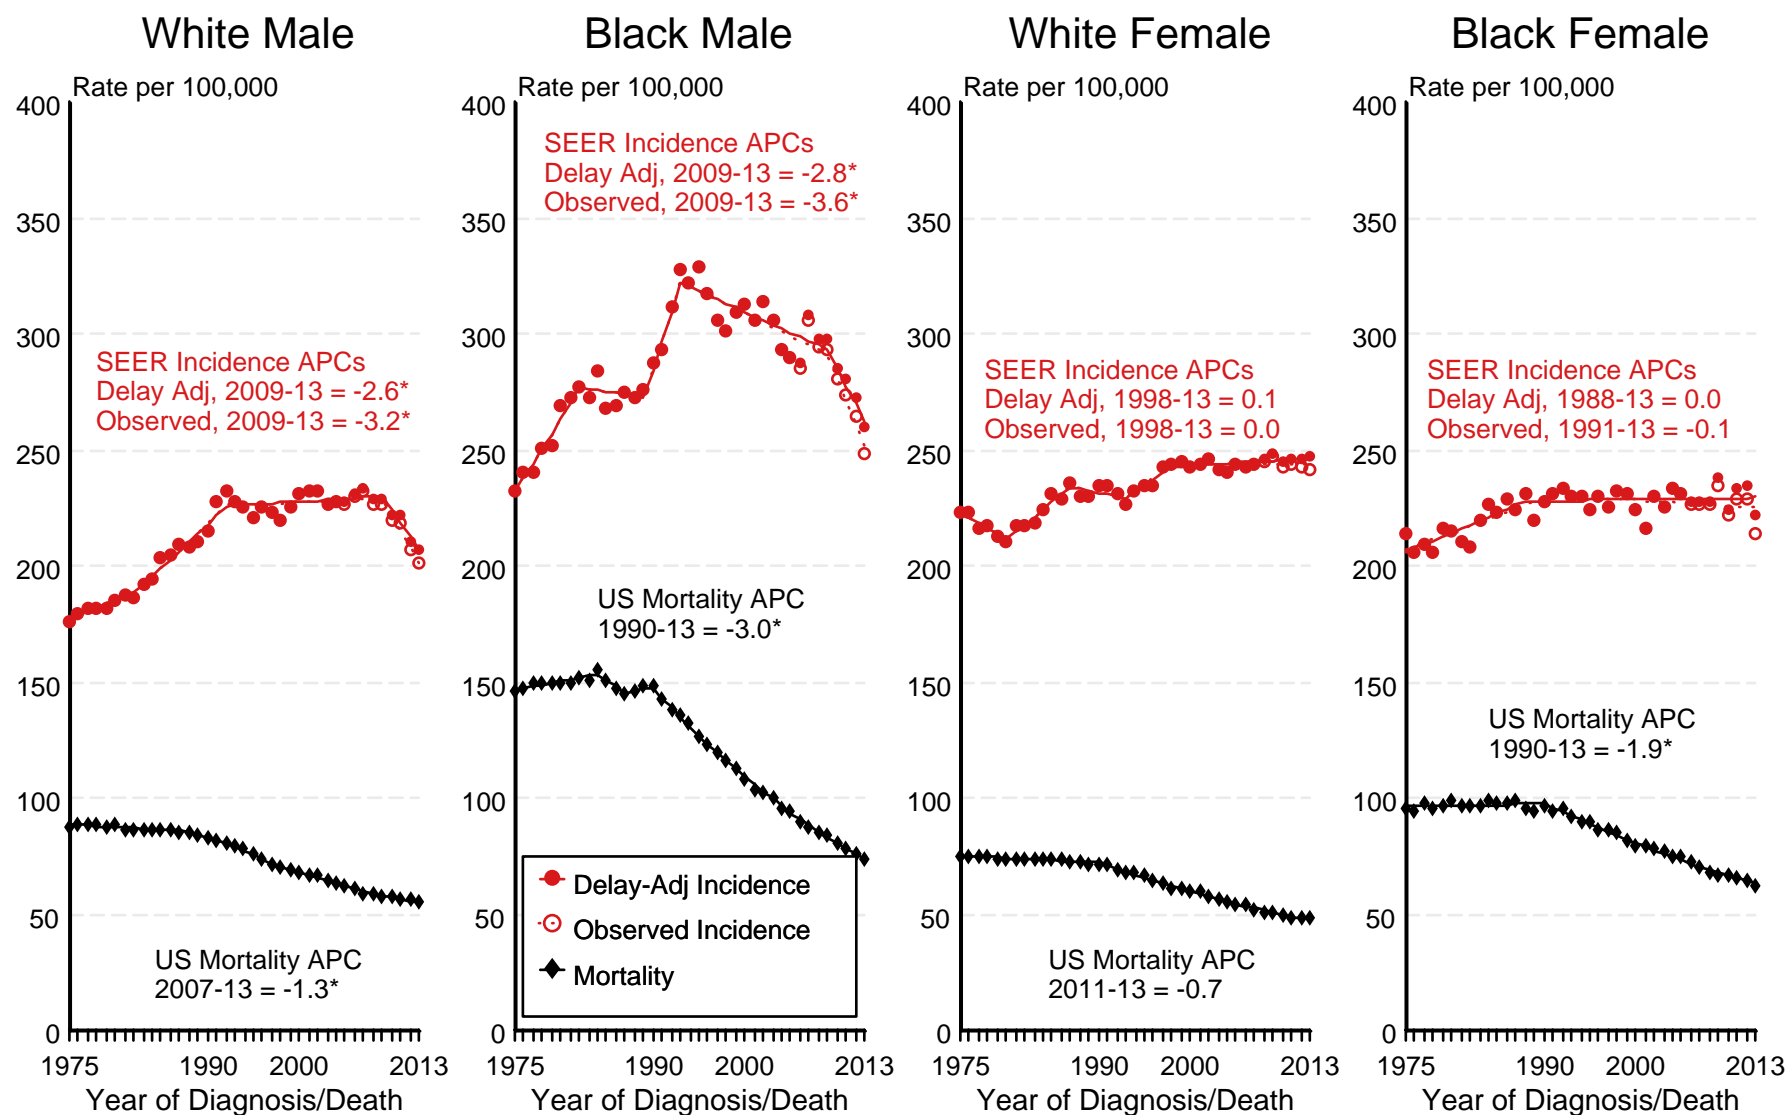 White Male
Rate per 100,000
400
350
300
250
200
150
100
50
0
SEER Incidence APCs
Delay Adj, 2009-13 = -2.6*
Observed, 2009-13 = -3.2*
US Mortality APC
2007-13 = -1.3*
1975 1990 2000 2013
Year of Diagnosis/Death
Black Male
Rate per 100,000
400
350
300
250
200
150
100
50
0
SEER Incidence APCs
Delay Adj, 2009-13 = -2.8*
Observed, 2009-13 = -3.6*
US Mortality APC
1990-13 = -3.0*
Delay-Adj Incidence
Observed Incidence
Mortality
1975 1990 2000 2013
Year of Diagnosis/Death
White Female
Rate per 100,000
400
350
300
250
200
150
100
50
0
SEER Incidence APCs
Delay Adj, 1998-13 = 0.1
Observed, 1998-13 = 0.0
US Mortality APC
2011-13 = -0.7
1975 1990 2000 2013
Year of Diagnosis/Death
Black Female
Rate per 100,000
400
350
300
250
200
150
100
50
0
SEER Incidence APCs
Delay Adj, 1988-13 = 0.0
Observed, 1991-13 = -0.1
US Mortality APC
1990-13 = -1.9*
1975 1990 2000 2013
Year of Diagnosis/Death